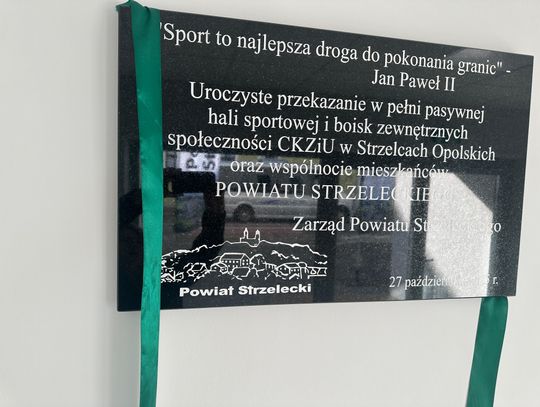 "Sport to najlepsza droga do pokonania granic" -
Jan Paweł II
Uroczyste przekazanie w pełni pasywnej
hali sportowej i boisk zewnętrznych
społeczności CKZiU w Strzelcach Opolskich
oraz wspólnocie mieszkańców
POWIATU STRZELECKIEGO
Zarząd Powiatu Strzeleckiego
Powiat Strzelecki
27 r.